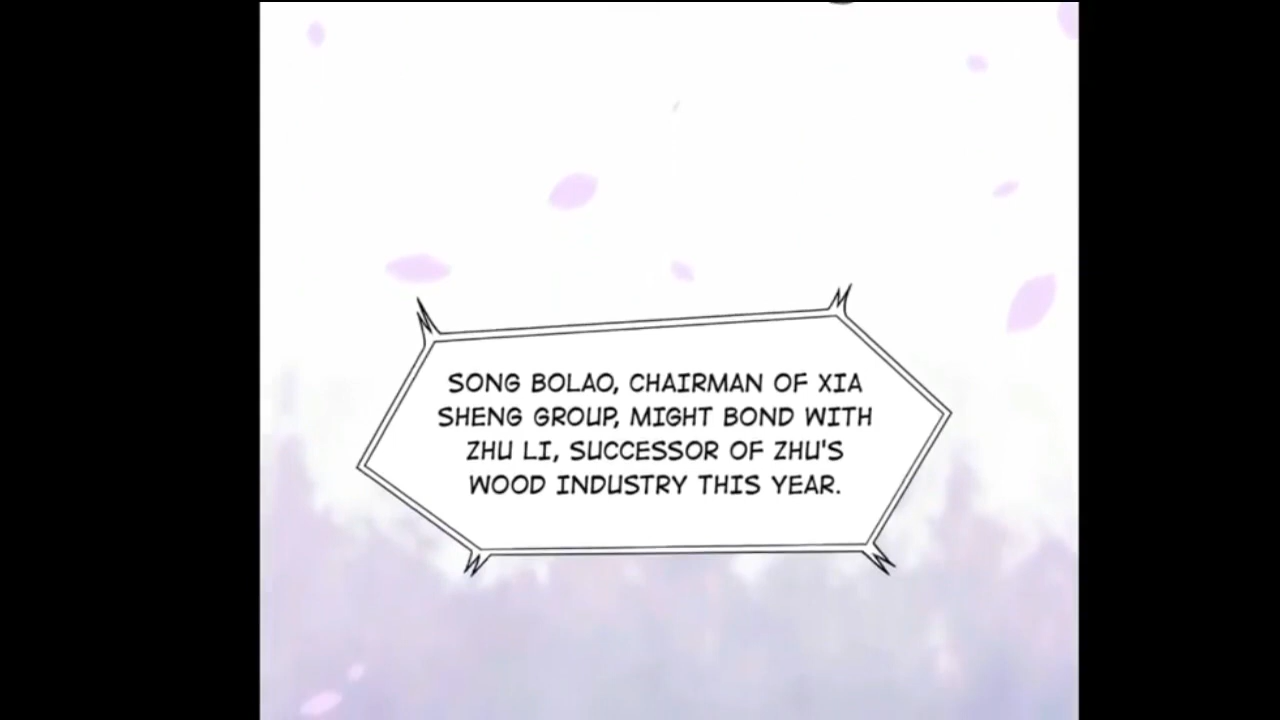 SONG BOLAO, CHAIRMAN OF XIA
SHENG GROUP, MIGHT BOND WITH
ZHU LI, SUCCESSOR OF ZHU'S
WOOD INDUSTRY THIS YEAR.